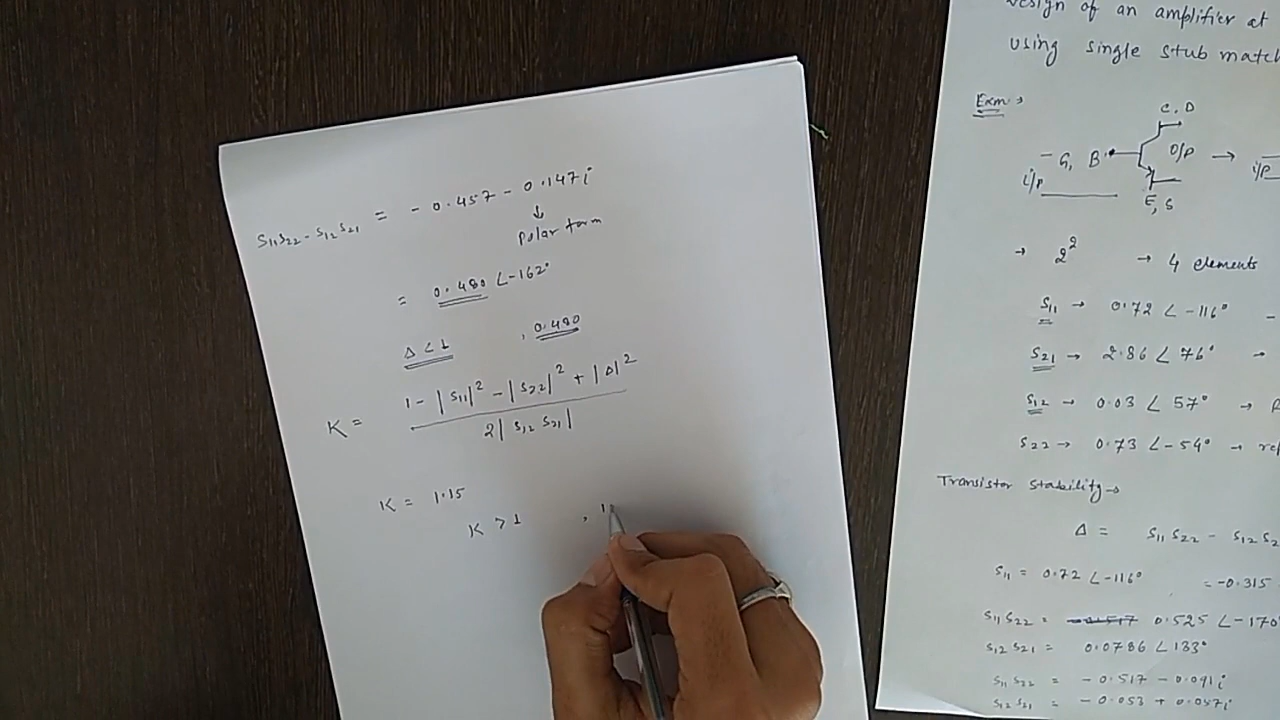 S11S22 - S12S21 = - 0.457 - 0.147i
↓
Polar form
= 0.480 ∠-162°
Δ < 1 , 0.480
K = 1 - |S11|² - |S22|² + |Δ|²
2| S12 S21 |
K = 1.15
K > 1 , 1
Design of an amplifier at
using single stub
Exm →
C, D
G, B O/P → i/P
i/P
E, S
→ 2² → 4 elements
S11 → 0.72 ∠ -116° -
S21 → 2.86 ∠ 76° →
S12 → 0.03 ∠ 57° →
S22 → 0.73 ∠ -54° →
Transistor Stability →
Δ = S11 S22 - S12 S2
S11 = 0.72 ∠-116° = -0.315
S11 S22 = 0.525 ∠-170°
S12 S21 = 0.0786 ∠133°
S11 S22 = - 0.517 - 0.091i
S12 S21 = - 0.053 + 0.057i